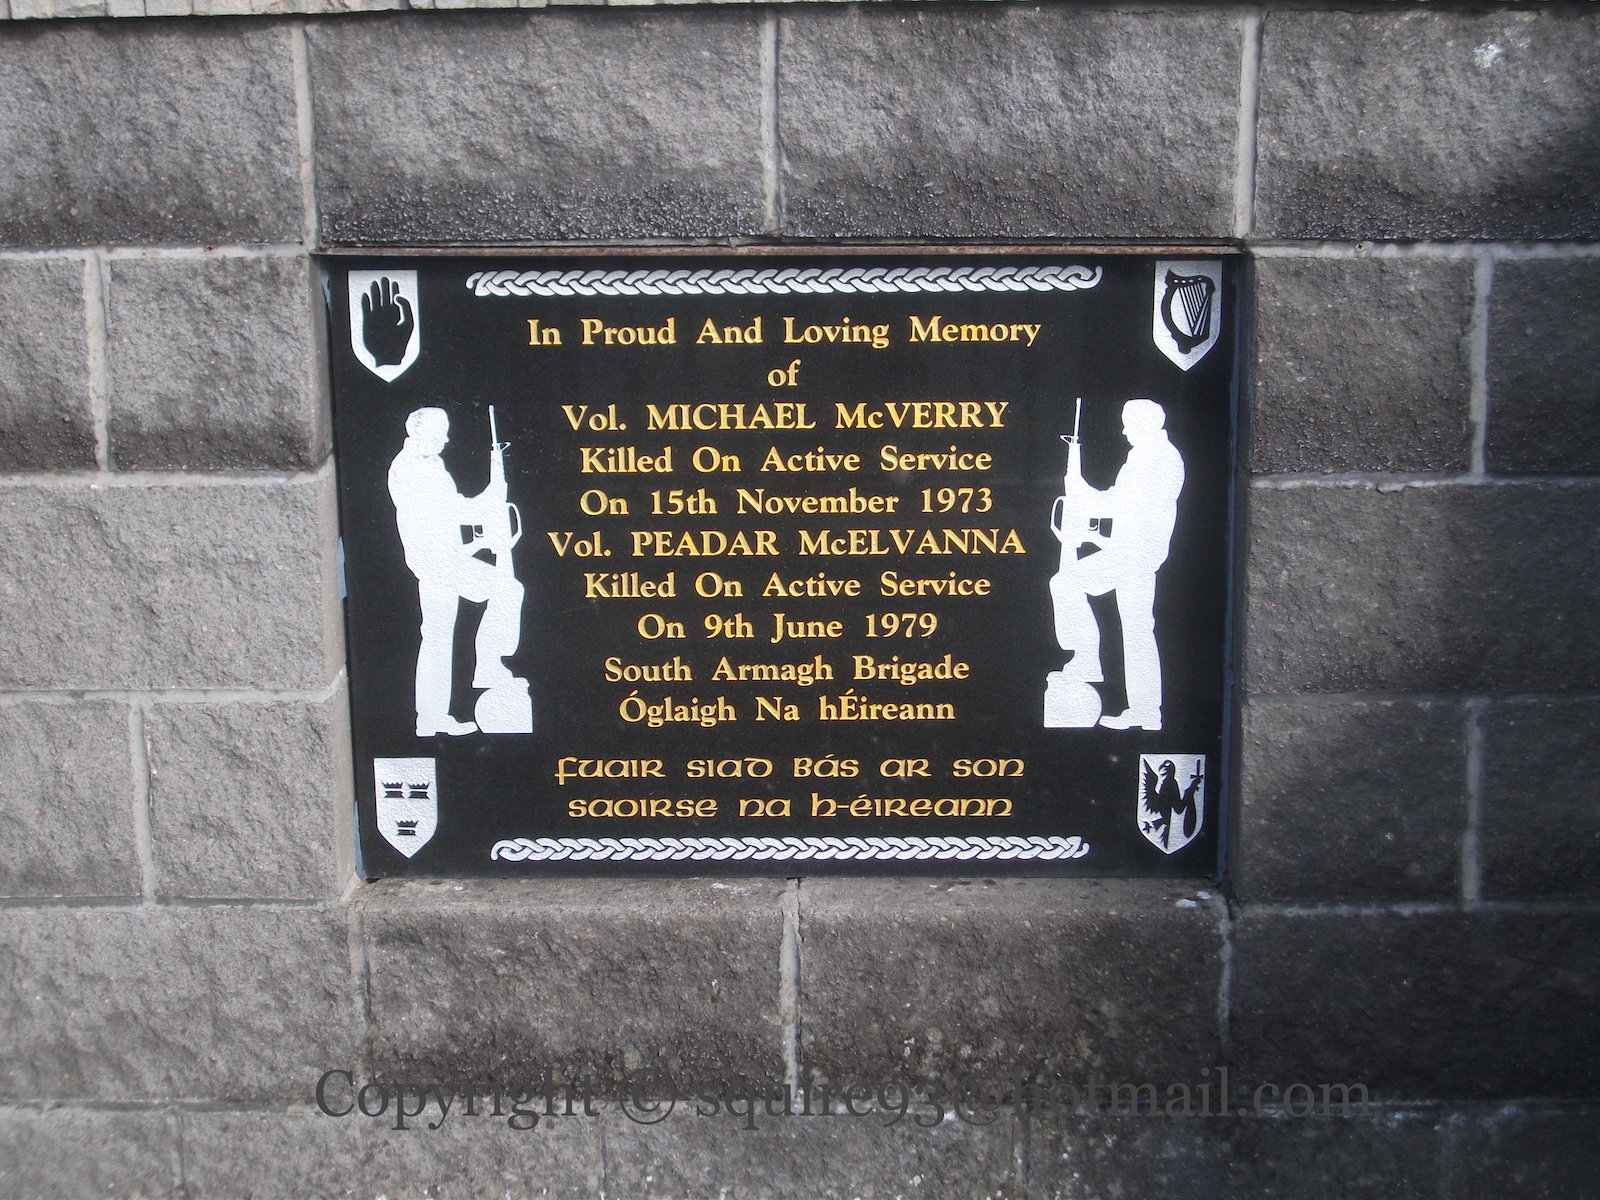 In Proud And Loving Memory
of
Vol. MICHAEL McVERRY
Killed On Active Service
On 15th November 1973
Vol. PEADAR McELVANNA
Killed On Active Service
On 9th June 1979
South Armagh Brigade
Óglaigh Na hÉireann
fuair siad bás ar son
saoirse na h-éireann
Copyright © squire93@hotmail.com